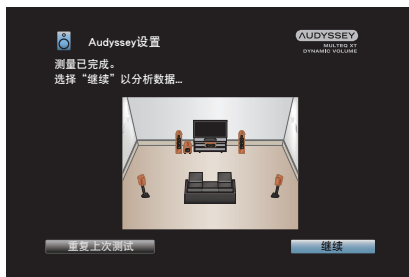 Audyssey设置
AUDYSSEY
MULTEQ XT
DYNAMIC VOLUME
测量已完成。
选择“继续”以分析数据...
重复上次测试
继续